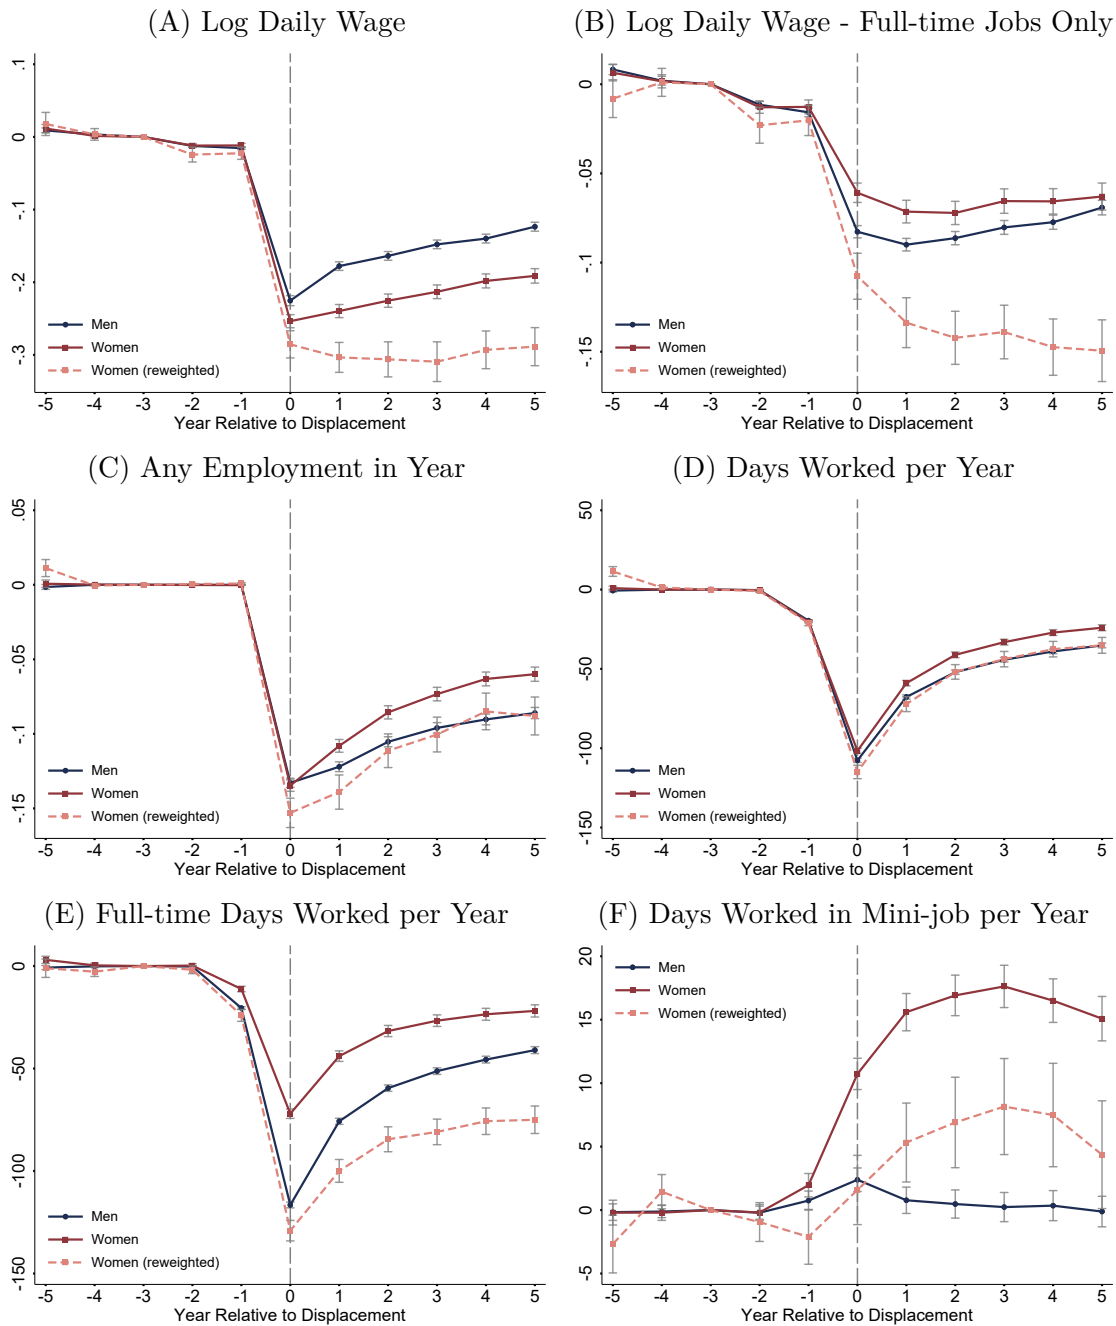 (A) Log Daily Wage
.1
0
-.1
-.2
-.3
Men
Women
Women (reweighted)
-5 -4 -3 -2 -1 0 1 2 3 4 5
Year Relative to Displacement
(B) Log Daily Wage - Full-time Jobs Only
0
-.05
-.1
-.15
Men
Women
Women (reweighted)
-5 -4 -3 -2 -1 0 1 2 3 4 5
Year Relative to Displacement
(C) Any Employment in Year
.05
0
-.05
-.1
-.15
Men
Women
Women (reweighted)
-5 -4 -3 -2 -1 0 1 2 3 4 5
Year Relative to Displacement
(D) Days Worked per Year
50
0
-50
-100
-150
Men
Women
Women (reweighted)
-5 -4 -3 -2 -1 0 1 2 3 4 5
Year Relative to Displacement
(E) Full-time Days Worked per Year
0
-50
-100
-150
Men
Women
Women (reweighted)
-5 -4 -3 -2 -1 0 1 2 3 4 5
Year Relative to Displacement
(F) Days Worked in Mini-job per Year
20
15
10
5
0
-5
Men
Women
Women (reweighted)
-5 -4 -3 -2 -1 0 1 2 3 4 5
Year Relative to Displacement